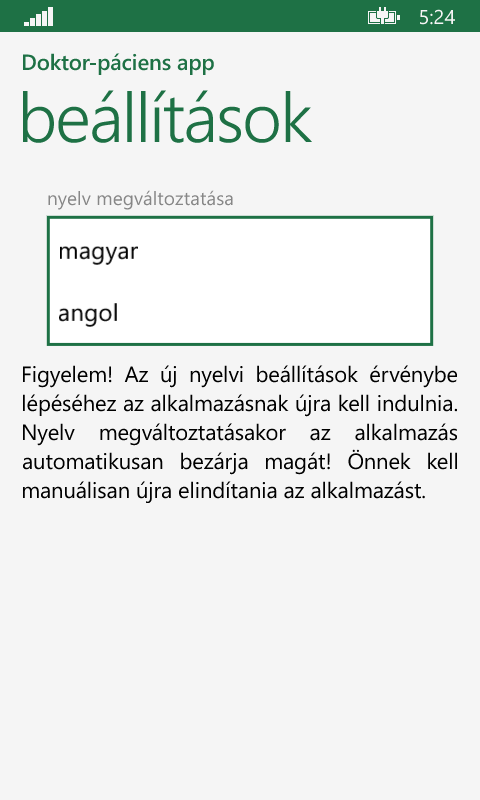 5:24
Doktor-páciens app
beállítások
nyelv megváltoztatása
magyar
angol
Figyelem! Az új nyelvi beállítások érvénybe
lépéséhez az alkalmazásnak újra kell indulnia.
Nyelv megváltoztatásakor az alkalmazás
automatikusan bezárja magát! Önnek kell
manuálisan újra elindítania az alkalmazást.